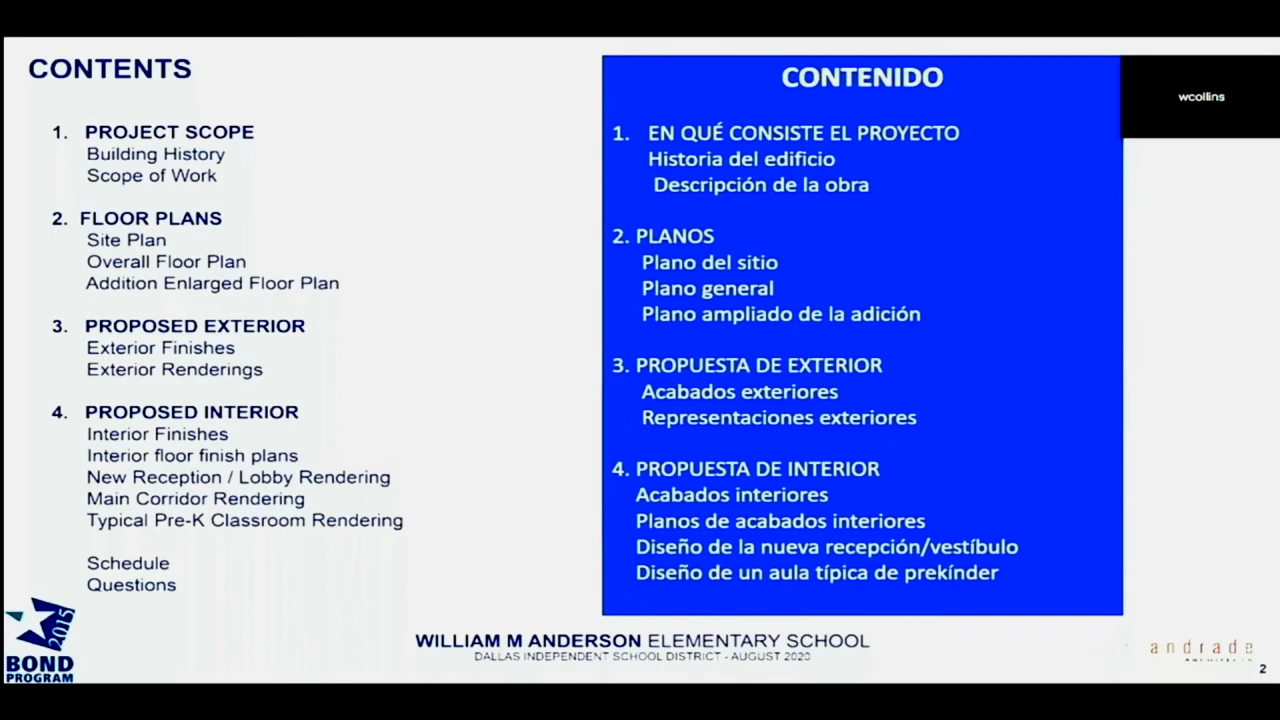 CONTENTS
1. PROJECT SCOPE
Building History
Scope of Work
2. FLOOR PLANS
Site Plan
Overall Floor Plan
Addition Enlarged Floor Plan
3. PROPOSED EXTERIOR
Exterior Finishes
Exterior Renderings
4. PROPOSED INTERIOR
Interior Finishes
Interior floor finish plans
New Reception / Lobby Rendering
Main Corridor Rendering
Typical Pre-K Classroom Rendering
Schedule
Questions
CONTENIDO
1. EN QUÉ CONSISTE EL PROYECTO
Historia del edificio
Descripción de la obra
2. PLANOS
Plano del sitio
Plano general
Plano ampliado de la adición
3. PROPUESTA DE EXTERIOR
Acabados exteriores
Representaciones exteriores
4. PROPUESTA DE INTERIOR
Acabados interiores
Planos de acabados interiores
Diseño de la nueva recepción/vestíbulo
Diseño de un aula típica de prekínder
wcollins
2015
BOND
PROGRAM
WILLIAM M ANDERSON ELEMENTARY SCHOOL
DALLAS INDEPENDENT SCHOOL DISTRICT - AUGUST 2020
andrade
2